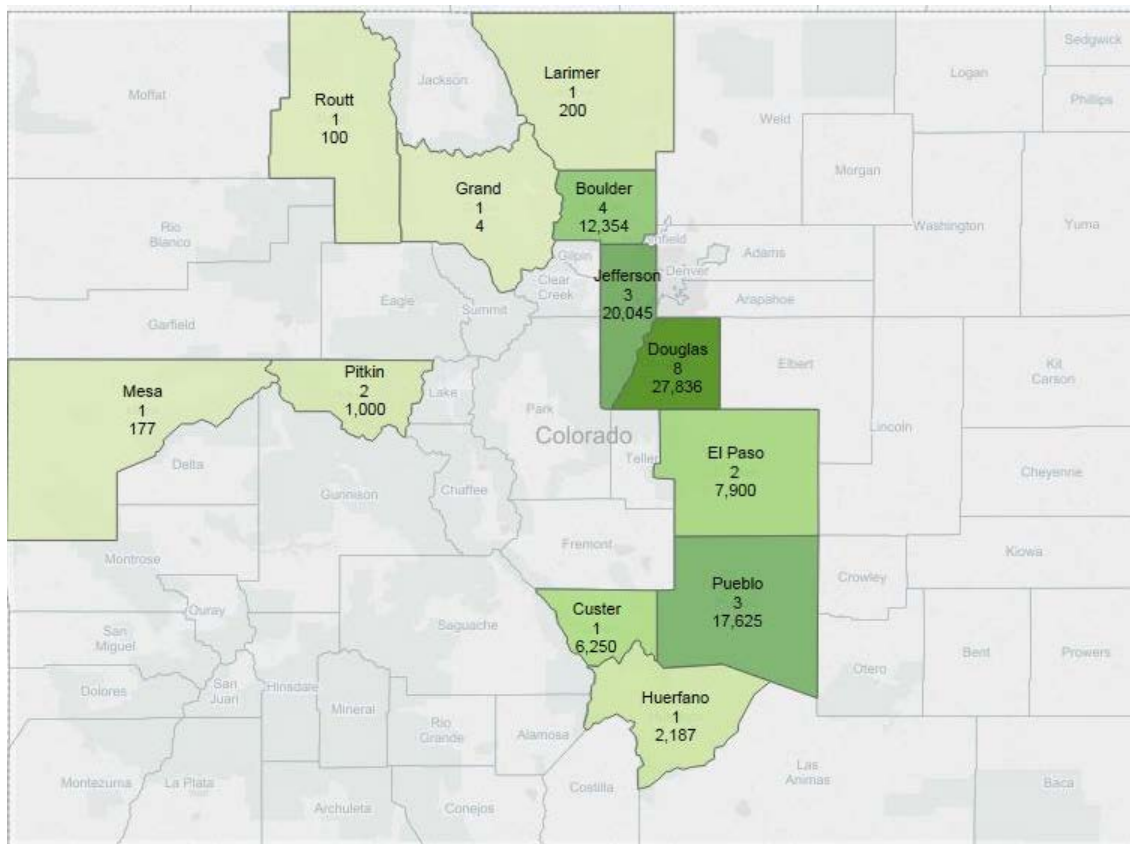 Sedgwick
Logan
Jackson
Larimer
1
200
Moffat
Routt
1
100
Phillips
Weld
Morgan
Grand
1
4
Boulder
4
12,354
Washington
Yuma
Rio
Blanco
nfield
Adams
Gilpin
Jefferson
3
20,045
Denver
Clear
Creek
Eagle
Summit
Arapahoe
Garfield
Douglas
8
27,836
Elbert
Kit
Carson
Mesa
1
177
Pitkin
2
1,000
Lake
Park
Lincoln
Colorado
El Paso
2
7,900
Teller
Delta
Cheyenne
Gunnison
Chaffee
Fremont
Montrose
Kiowa
Crowley
Pueblo
3
17,625
Ouray
Custer
1
6,250
Saguache
San
Miguel
Bent
Prowers
Otero
Dolores
San
Juan
Hinsdale
Huerfano
1
2,187
Mineral
Rio
Grande
Alamosa
Las
Animas
Montezuma
La Plata
Costilla
Baca
Archuleta
Conejos